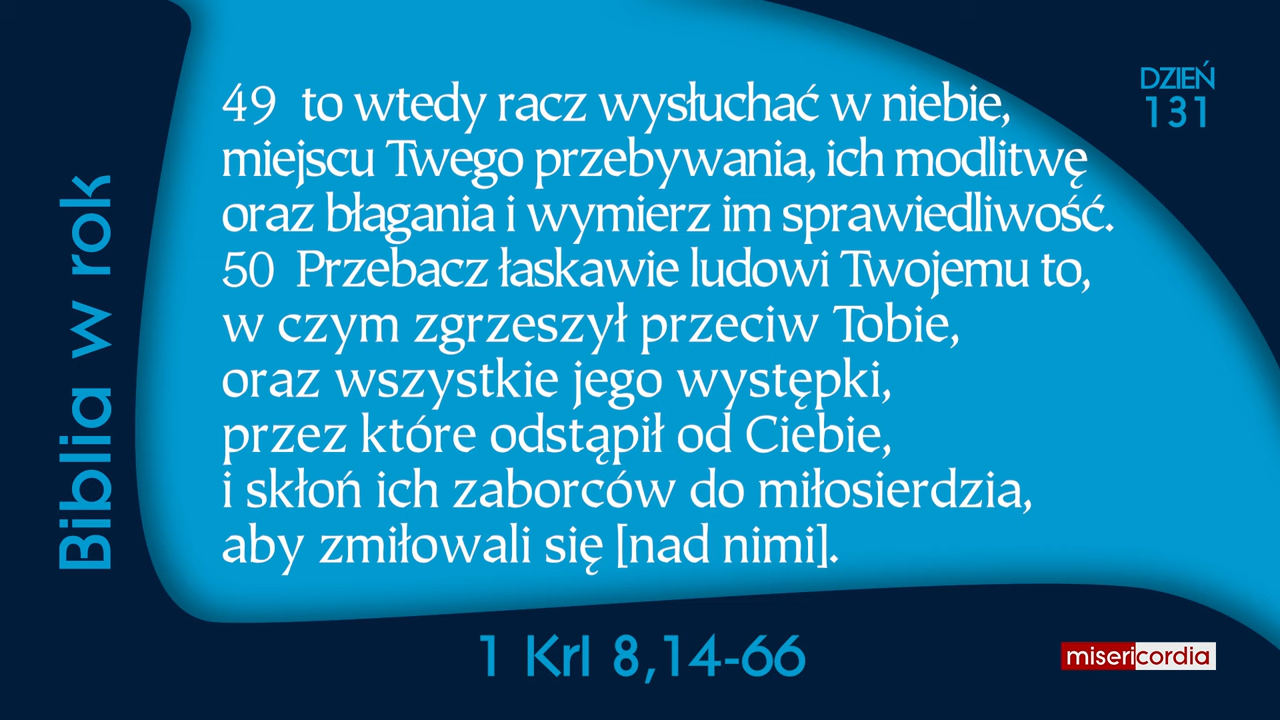 DZIEŃ
131
49 to wtedy racz wysłuchać w niebie,
miejscu Twego przebywania, ich modlitwę
oraz błagania i wymierz im sprawiedliwość.
50 Przebacz łaskawie ludowi Twojemu to,
w czym zgrzeszył przeciw Tobie,
oraz wszystkie jego występki,
przez które odstąpił od Ciebie,
i skłoń ich zaborców do miłosierdzia,
aby zmiłowali się [nad nimi].
Biblia w rok
1 Krl 8,14-66
misericordia